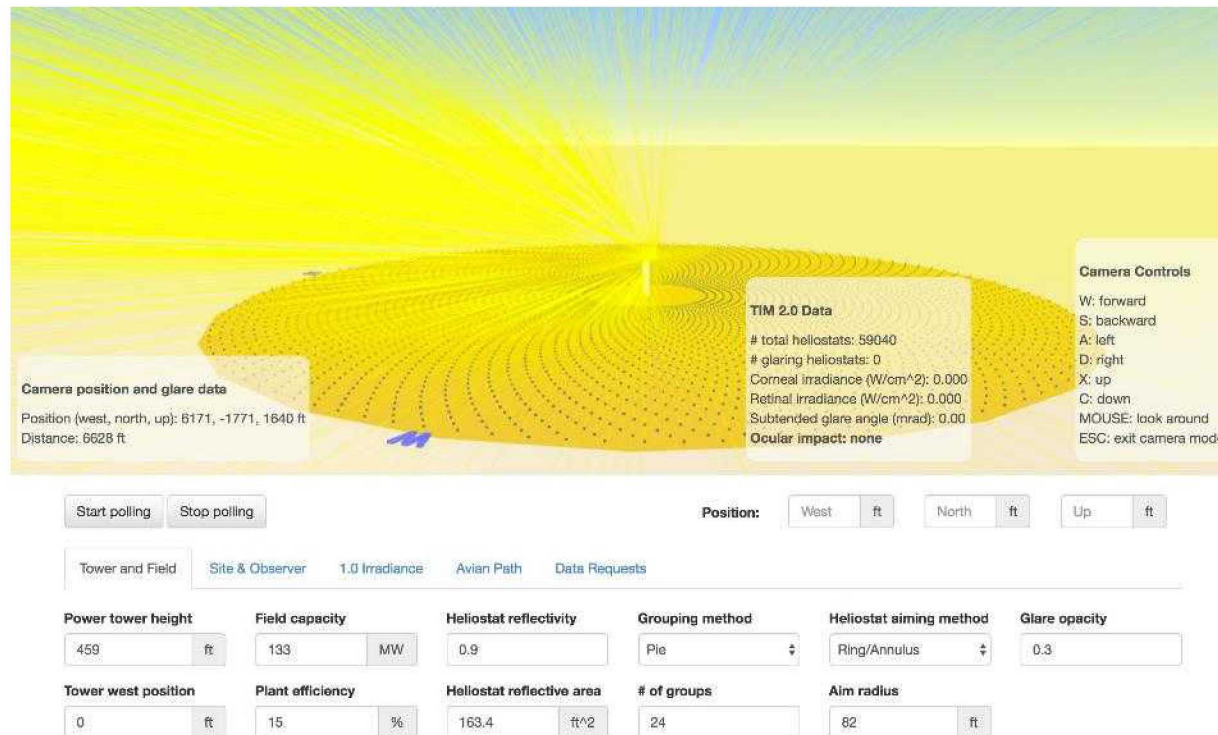 Camera Controls
W: forward
S: backward
A: left
D: right
X: up
C: down
MOUSE: look around
ESC: exit camera mode
TIM 2.0 Data
# total heliostats: 59040
# glaring heliostats: 0
Corneal irradiance (W/cm^2): 0.000
Retinal irradiance (W/cm^2): 0.000
Subtended glare angle (mrad): 0.00
Ocular impact: none
Camera position and glare data
Position (west, north, up): 6171, -1771, 1640 ft
Distance: 6628 ft
Start polling Stop polling Position: West ft North ft Up ft
Tower and Field Site & Observer 1.0 Irradiance Avian Path Data Requests
Power tower height Field capacity Heliostat reflectivity Grouping method Heliostat aiming method Glare opacity
459 ft 133 MW 0.9 Pie Ring/Annulus 0.3
Tower west position Plant efficiency Heliostat reflective area # of groups Aim radius
0 ft 15 % 163.4 ft^2 24 82 ft